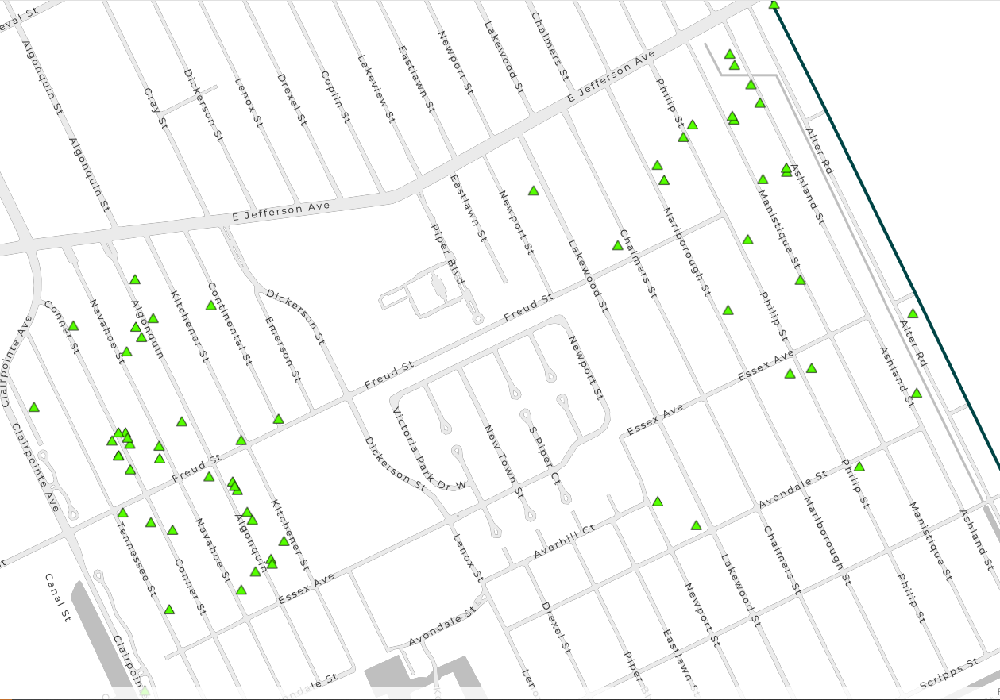 eval St
Algonquin St
Gray St
Dickerson St
Lenox St
Drexel St
Coplin St
Lakeview St
Eastlawn St
Newport St
Lakewood St
Chalmers St
E Jefferson Ave
Philip St
Alter Rd
Algonquin St
E Jefferson Ave
Eastlawn St
Newport St
Piper Blvd
Lakewood St
Chalmers St
Marlborough St
Manistique St
Ashland St
Philip St
Conner St
Navahoe St
Algonquin
Kitchener St
Continental St
Emerson St
Dickerson St
Freud St
Freud St
Clairpointe Ave
Clairpointe Ave
Newport St
Essex Ave
Essex Ave
Ashland St
Alter Rd
Victoria Park Dr W
New Town St
S Piper Ct
Dickerson St
Freud St
Tennessee St
Conner St
Navahoe St
Algonquin
Kitchener St
Essex Ave
Lenox St
Averhill Ct
Avondale St
Avondale St
Philip St
Marlborough St
Chalmers St
Lakewood St
Newport St
Eastlawn St
Drexel St
Manistique St
Ashland St
Philip St
Canal St
Clairpoint
ondale St
Piper Bl
Leno
Scripps St